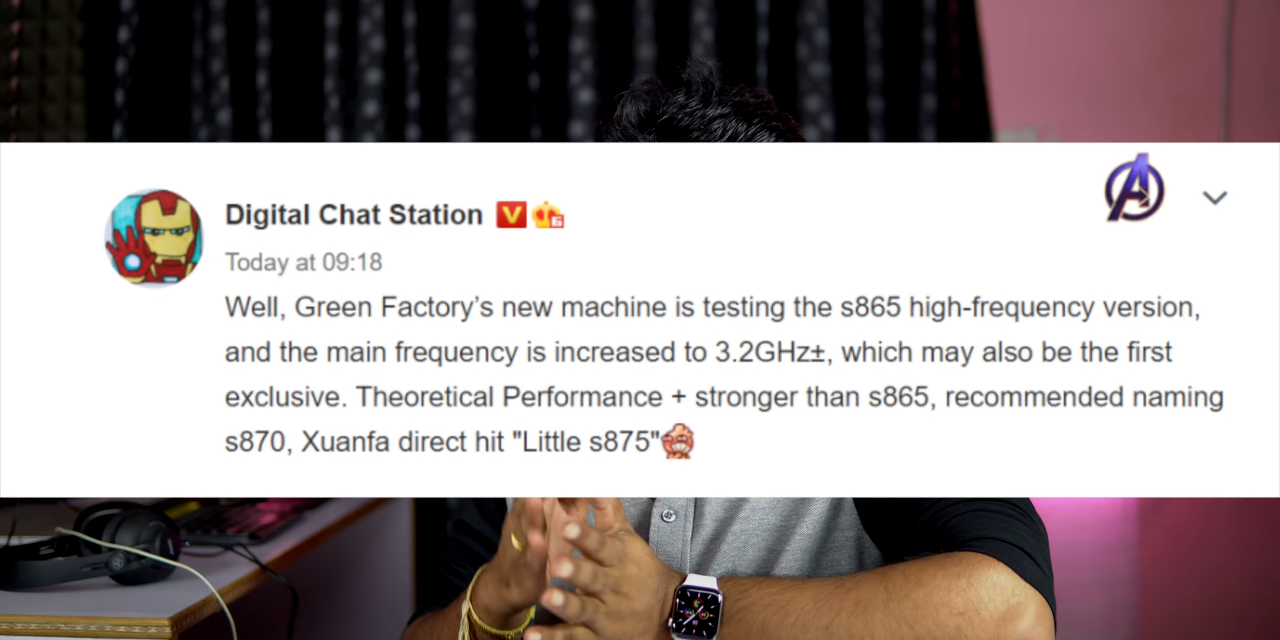 Digital Chat Station
Today at 09:18
Well, Green Factory’s new machine is testing the s865 high-frequency version,
and the main frequency is increased to 3.2GHz±, which may also be the first
exclusive. Theoretical Performance + stronger than s865, recommended naming
s870, Xuanfa direct hit "Little s875"